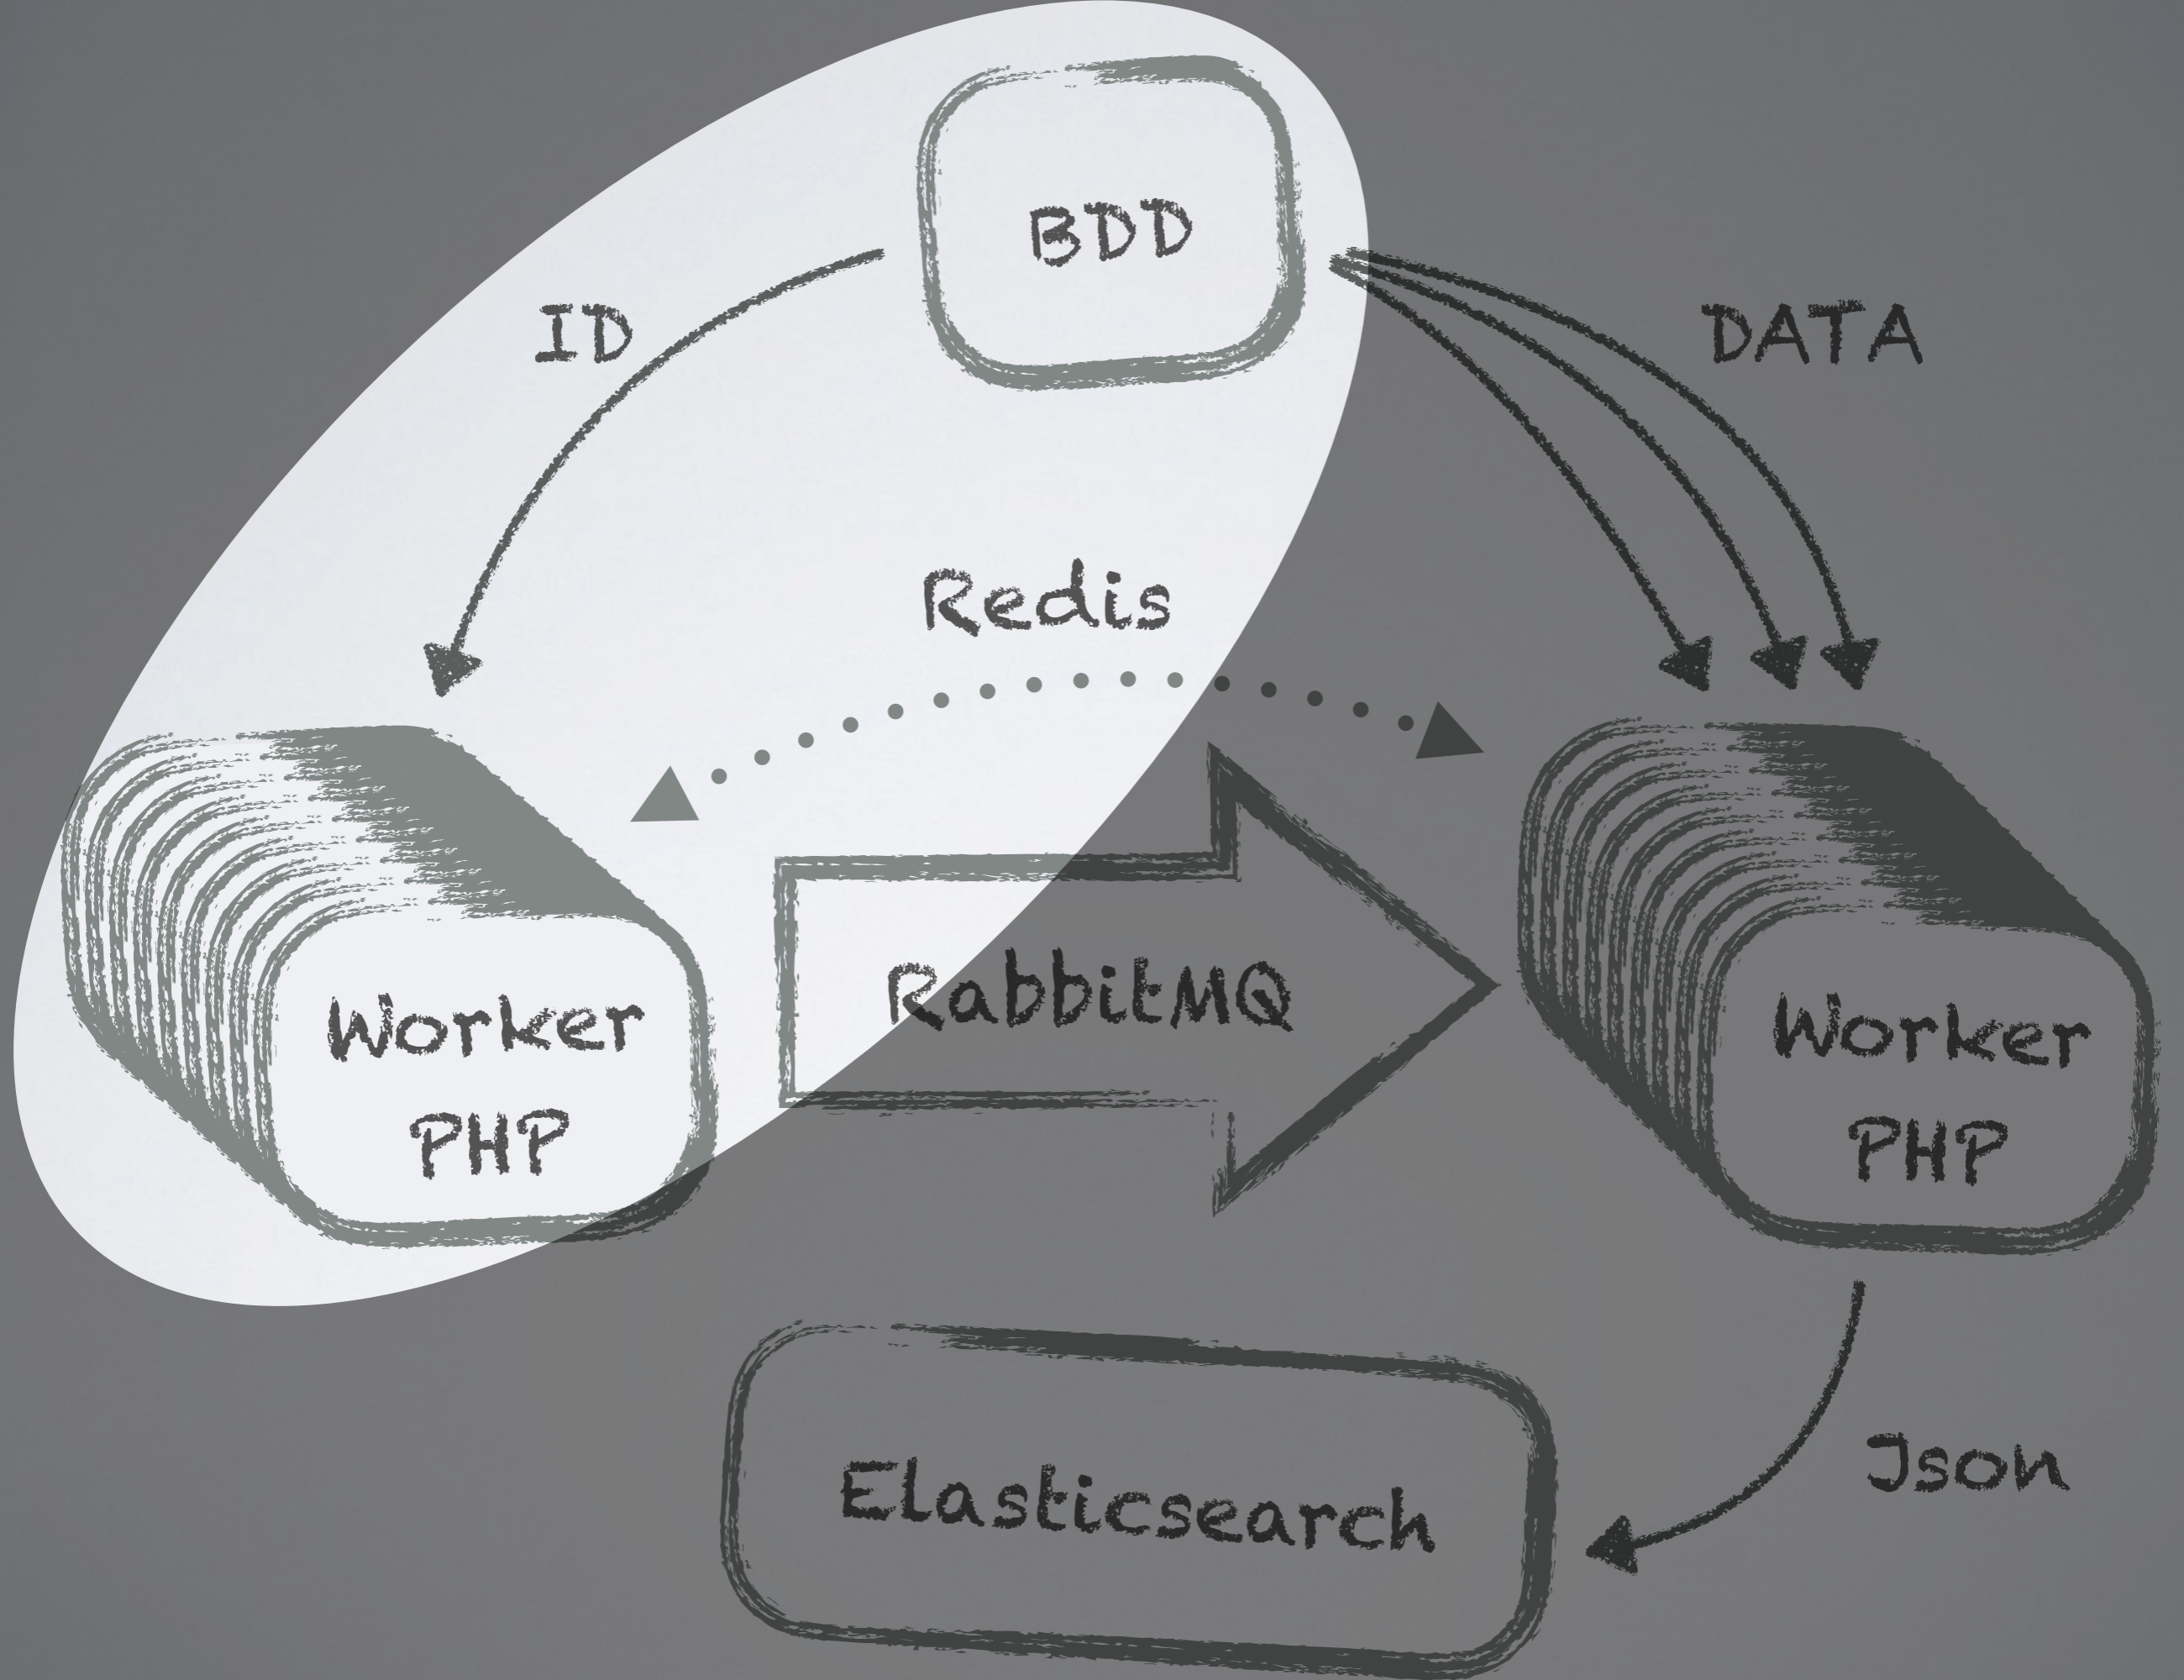 BDD
ID
DATA
Redis
RabbitMQ
Worker
PHP
Worker
PHP
Json
Elasticsearch